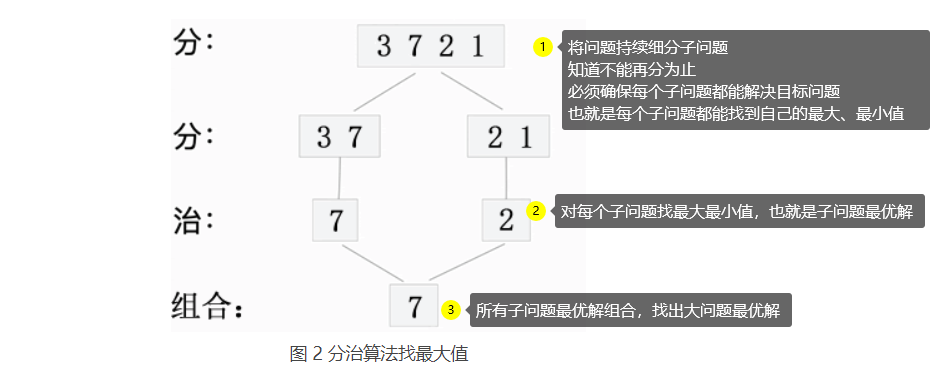 分：
3 7 2 1
1
将问题持续细分子问题
知道不能再分为止
必须确保每个子问题都能解决目标问题
也就是每个子问题都能找到自己的最大、最小值
分：
3 7
2 1
治：
7
2
2
对每个子问题找最大最小值，也就是子问题最优解
组合：
7
3
所有子问题最优解组合，找出大问题最优解
图 2 分治算法找最大值